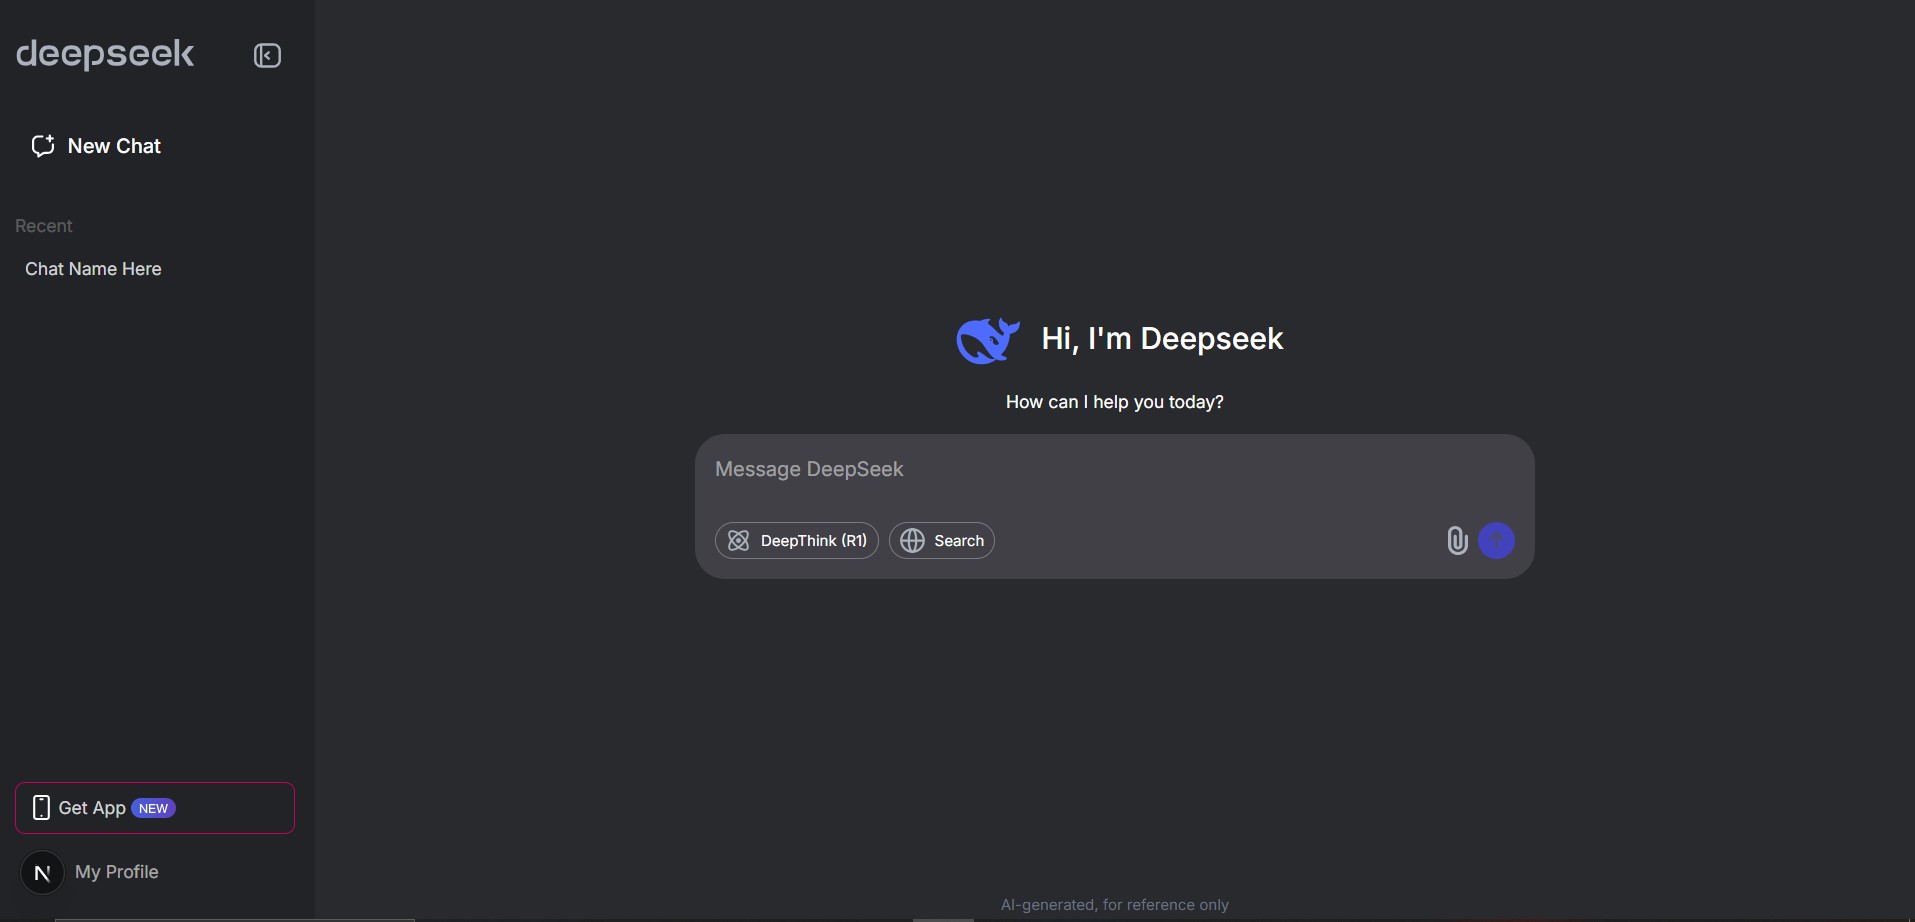 deepseek
New Chat
Recent
Chat Name Here
Get App NEW
N My Profile
Hi, I'm Deepseek
How can I help you today?
Message DeepSeek
DeepThink (R1) Search
AI-generated, for reference only